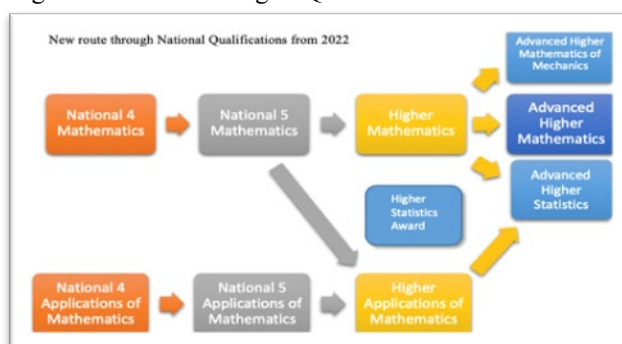 New route through National Qualifications from 2022
Advanced Higher
Mathematics of
Mechanics
National 4
Mathematics
National 5
Mathematics
Higher
Mathematics
Advanced
Higher
Mathematics
Higher
Statistics
Award
Advanced
Higher
Statistics
National 4
Applications of
Mathematics
National 5
Applications of
Mathematics
Higher
Applications of
Mathematics